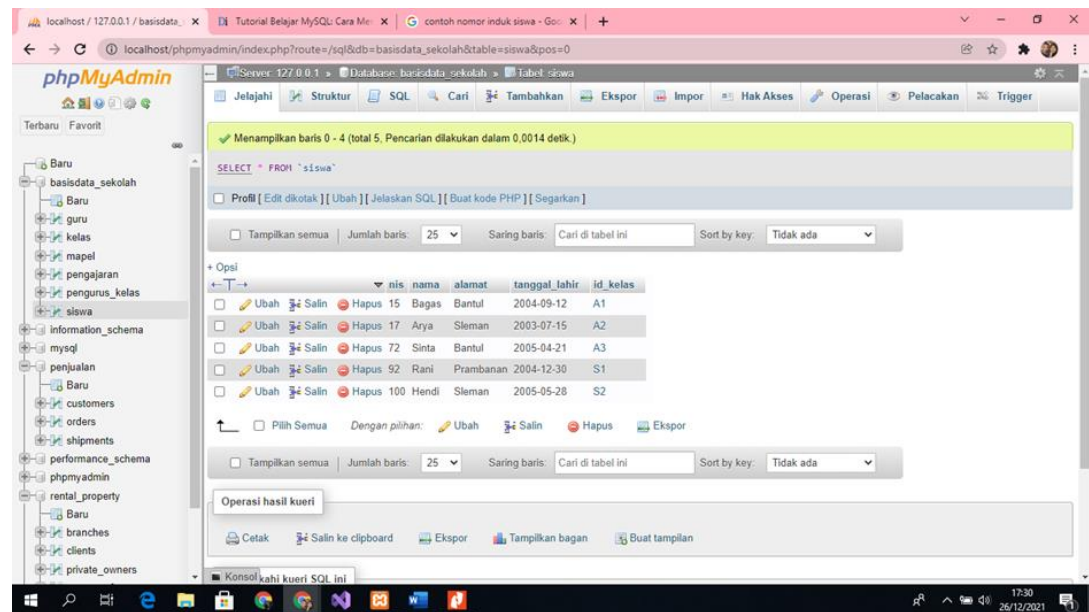 localhost / 127.0.0.1 / basisdata_
Tutorial Belajar MySQL: Cara Me
contoh nomor induk siswa - Goo
localhost/phpmyadmin/index.php?route=/sql&db=basisdata_sekolah&table=siswa&pos=0
phpMyAdmin
Terbaru Favorit
Baru
basisdata_sekolah
Baru
guru
kelas
mapel
pengajaran
pengurus_kelas
siswa
information_schema
mysql
penjualan
Baru
customers
orders
shipments
performance_schema
phpmyadmin
rental_property
Baru
branches
clients
private_owners
Server: 127.0.0.1 » Database: basisdata_sekolah » Tabel: siswa
Jelajahi Struktur SQL Cari Tambahkan Ekspor Impor Hak Akses Operasi Pelacakan Trigger
Menampilkan baris 0 - 4 (total 5, Pencarian dilakukan dalam 0,0014 detik.)
SELECT * FROM `siswa`
Profil [ Edit dikotak ] [ Ubah ] [ Jelaskan SQL ] [ Buat kode PHP ] [ Segarkan ]
Tampilkan semua | Jumlah baris: 25 Saring baris: Cari di tabel ini Sort by key: Tidak ada
+ Opsi
←T→ nis nama alamat tanggal_lahir id_kelas
Ubah Salin Hapus 15 Bagas Bantul 2004-09-12 A1
Ubah Salin Hapus 17 Arya Sleman 2003-07-15 A2
Ubah Salin Hapus 72 Sinta Bantul 2005-04-21 A3
Ubah Salin Hapus 92 Rani Prambanan 2004-12-30 S1
Ubah Salin Hapus 100 Hendi Sleman 2005-05-28 S2
Pilih Semua Dengan pilihan: Ubah Salin Hapus Ekspor
Tampilkan semua | Jumlah baris: 25 Saring baris: Cari di tabel ini Sort by key: Tidak ada
Operasi hasil kueri
Cetak Salin ke clipboard Ekspor Tampilkan bagan Buat tampilan
Konsol kahi kueri SQL ini
17:30
26/12/2021